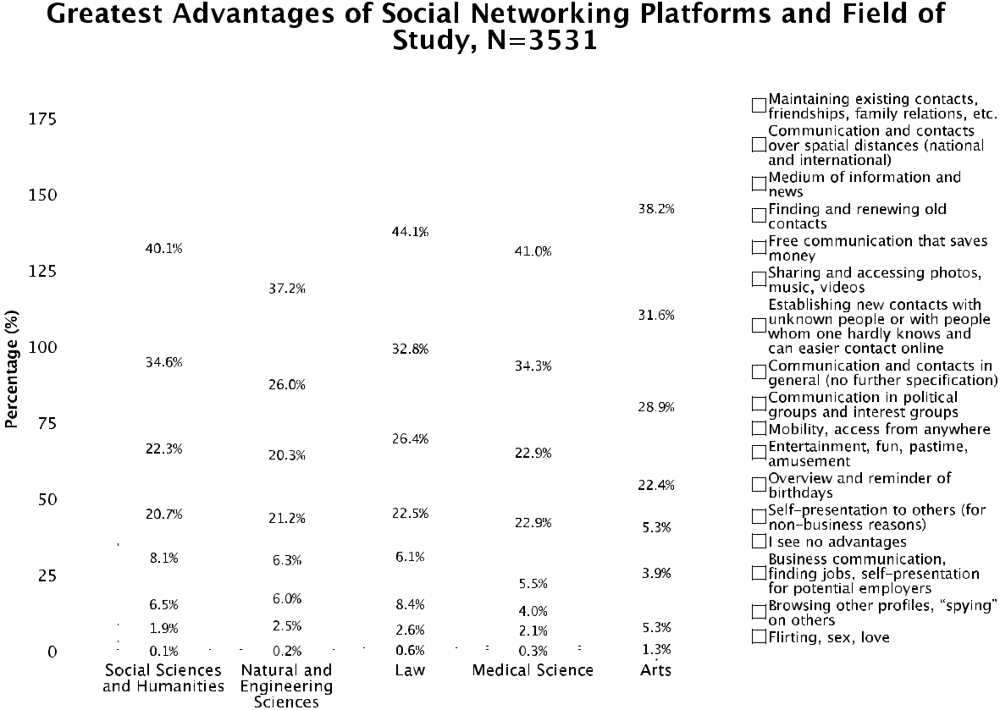 Greatest Advantages of Social Networking Platforms and Field of
Study, N=3531
175
150
125
100
75
50
25
0
Percentage (%)
40.1%
34.6%
22.3%
20.7%
8.1%
6.5%
1.9%
0.1%
37.2%
26.0%
20.3%
21.2%
6.3%
6.0%
2.5%
0.2%
44.1%
32.8%
26.4%
22.5%
6.1%
8.4%
2.6%
0.6%
41.0%
34.3%
22.9%
22.9%
5.5%
4.0%
2.1%
0.3%
38.2%
31.6%
28.9%
22.4%
5.3%
3.9%
5.3%
1.3%
Social Sciences
and Humanities
Natural and
Engineering
Sciences
Law
Medical Science
Arts
Maintaining existing contacts,
friendships, family relations, etc.
Communication and contacts
over spatial distances (national
and international)
Medium of information and
news
Finding and renewing old
contacts
Free communication that saves
money
Sharing and accessing photos,
music, videos
Establishing new contacts with
unknown people or with people
whom one hardly knows and
can easier contact online
Communication and contacts in
general (no further specification)
Communication in political
groups and interest groups
Mobility, access from anywhere
Entertainment, fun, pastime,
amusement
Overview and reminder of
birthdays
Self-presentation to others (for
non-business reasons)
I see no advantages
Business communication,
finding jobs, self-presentation
for potential employers
Browsing other profiles, “spying”
on others
Flirting, sex, love